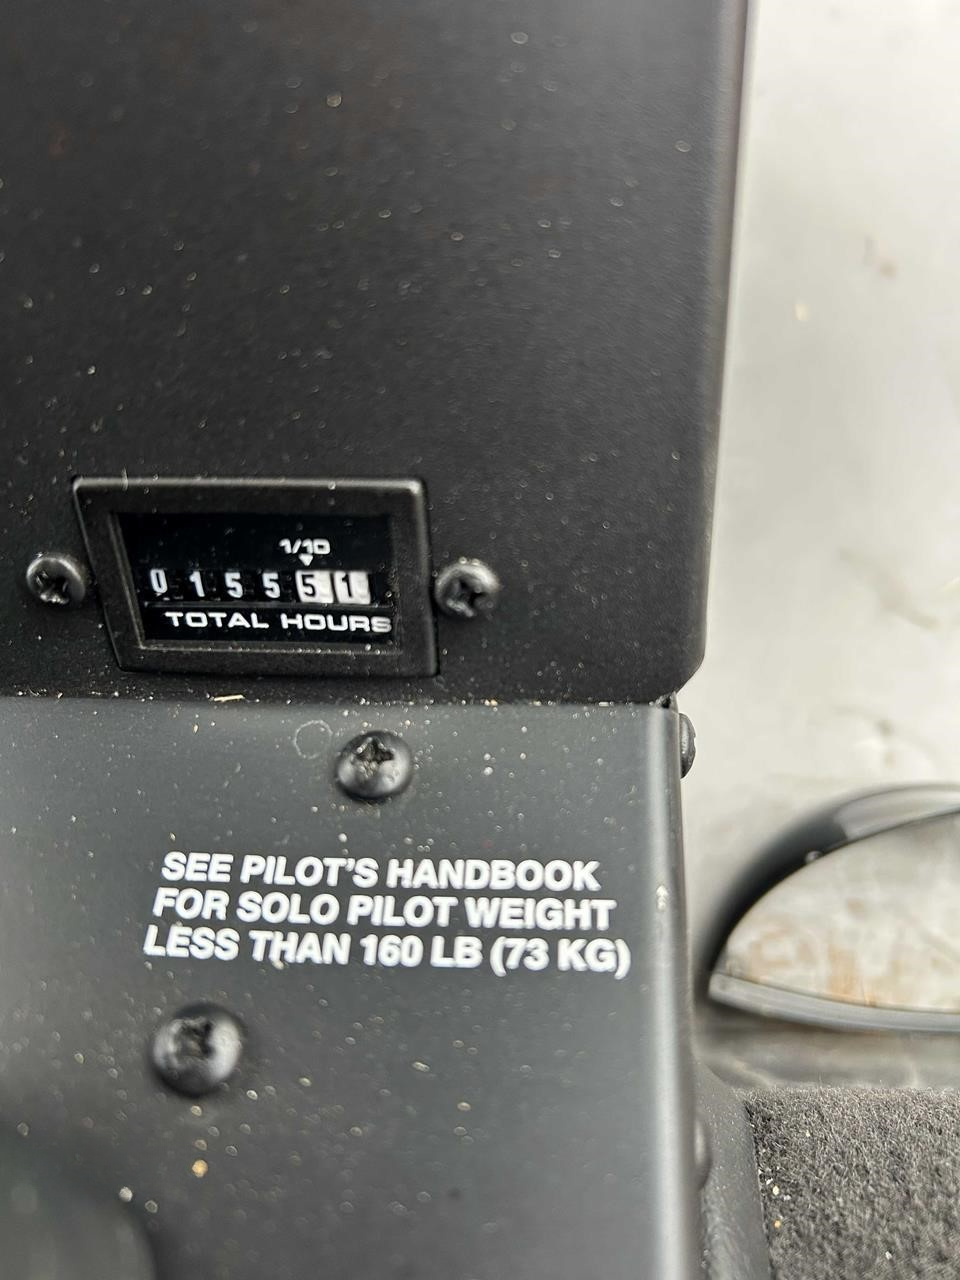 1/10
0 1 5 5 5 1
TOTAL HOURS
SEE PILOT'S HANDBOOK
FOR SOLO PILOT WEIGHT
LESS THAN 160 LB (73 KG)